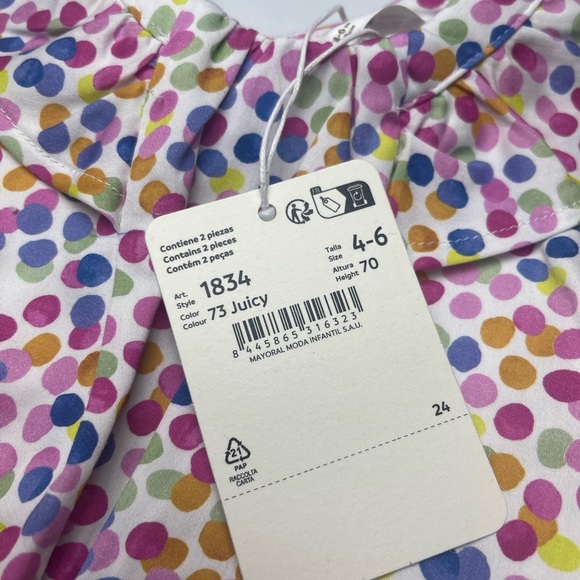 Contiene 2 piezas
Contains 2 pieces
Contém 2 peças
Art.
Style 1834
Color
Colour 73 Juicy
Talla
Size 4-6
Altura
Height 70
8 445865 316323
MAYORAL MODA INFANTIL S.A.U.
24
21
PAP
RACCOLTA
CARTA